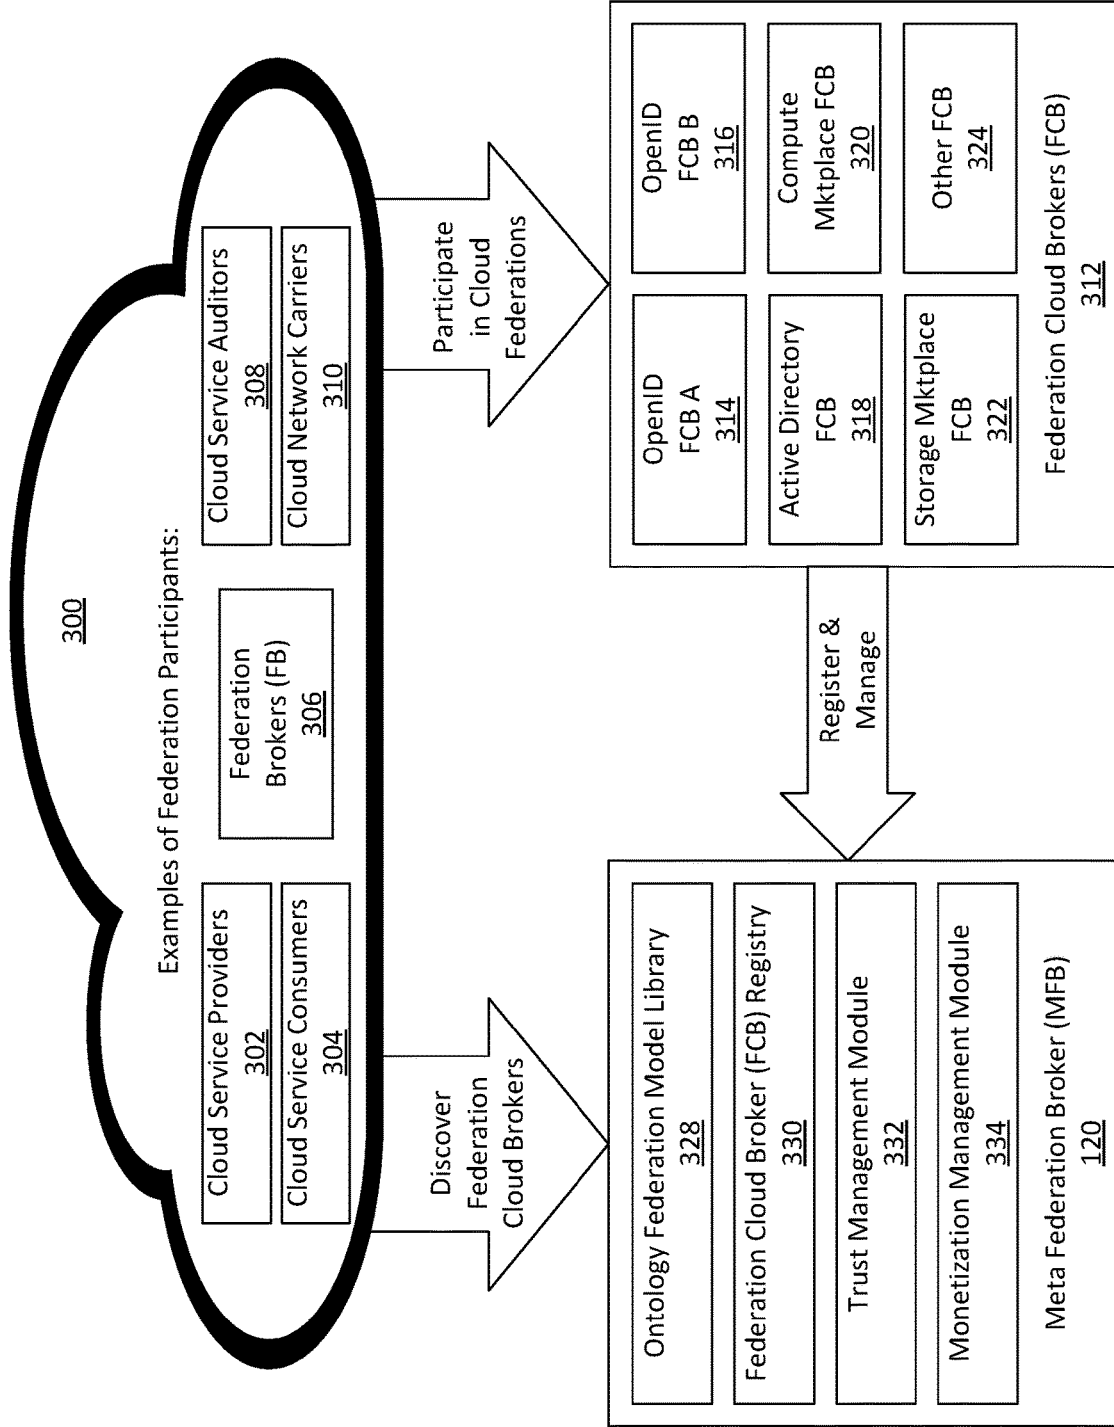 300
Examples of Federation Participants:
Cloud Service Providers
302
Cloud Service Consumers
304
Federation
Brokers (FB)
306
Cloud Service Auditors
308
Cloud Network Carriers
310
Discover
Federation
Cloud Brokers
Participate
in Cloud
Federations
Ontology Federation Model Library
328
Federation Cloud Broker (FCB) Registry
330
Trust Management Module
332
Monetization Management Module
334
Meta Federation Broker (MFB)
120
Register &
Manage
OpenID
FCB A
314
OpenID
FCB B
316
Active Directory
FCB
318
Compute
Mktplace FCB
320
Storage Mktplace
FCB
322
Other FCB
324
Federation Cloud Brokers (FCB)
312